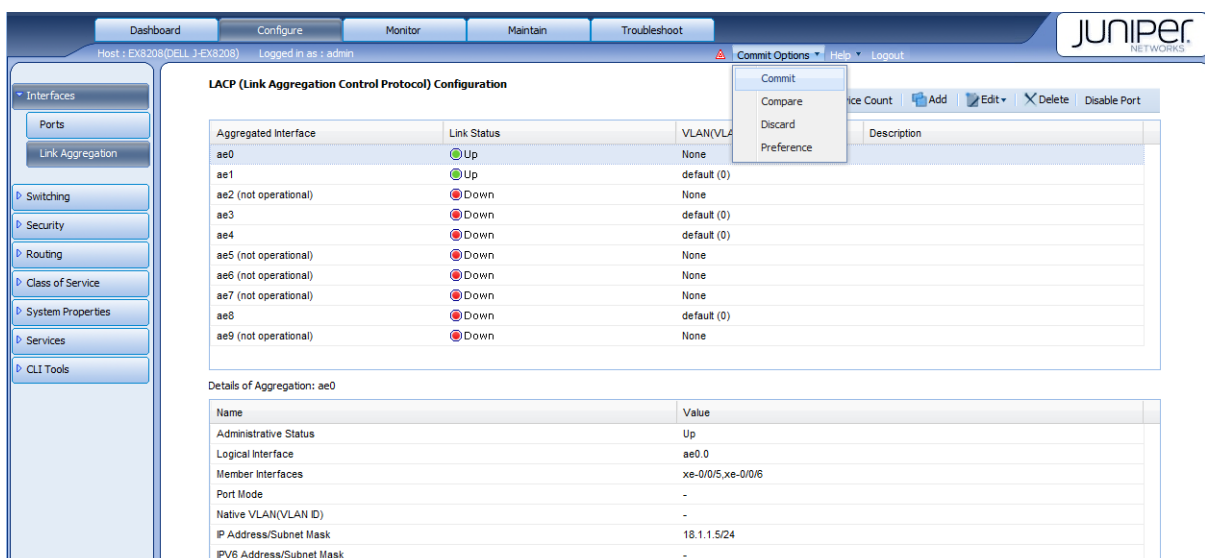 Dashboard Configure Monitor Maintain Troubleshoot
JUNIPER
NETWORKS
Host : EX8208(DELL J-EX8208) Logged in as : admin Commit Options Help Logout
Commit
Compare
Discard
Preference
Interfaces
Ports
Link Aggregation
Switching
Security
Routing
Class of Service
System Properties
Services
CLI Tools
LACP (Link Aggregation Control Protocol) Configuration
Count Add Edit Delete Disable Port
Aggregated Interface Link Status VLAN(VLA Description
ae0 Up None
ae1 Up default (0)
ae2 (not operational) Down None
ae3 Down default (0)
ae4 Down default (0)
ae5 (not operational) Down None
ae6 (not operational) Down None
ae7 (not operational) Down None
ae8 Down default (0)
ae9 (not operational) Down None
Details of Aggregation: ae0
Name Value
Administrative Status Up
Logical Interface ae0.0
Member Interfaces xe-0/0/5,xe-0/0/6
Port Mode -
Native VLAN(VLAN ID) -
IP Address/Subnet Mask 18.1.1.5/24
IPV6 Address/Subnet Mask -